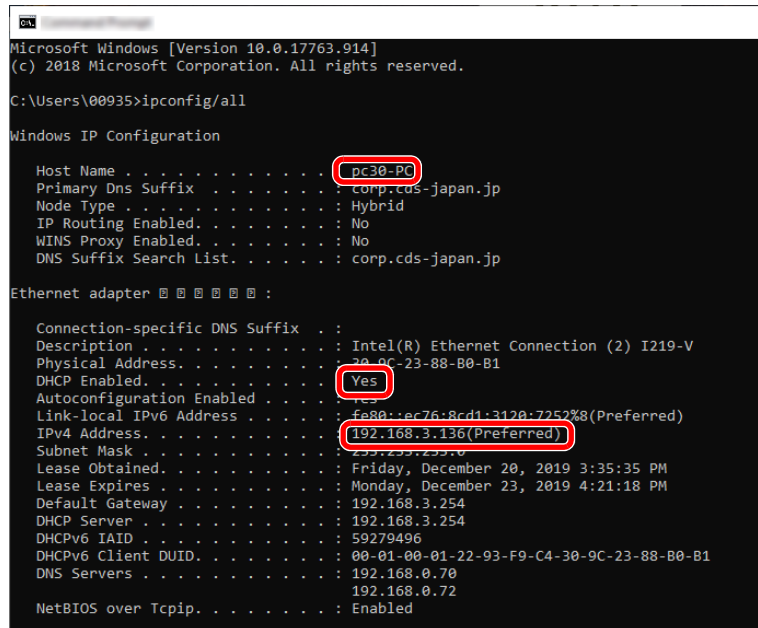 Microsoft Windows [Version 10.0.17763.914]
(c) 2018 Microsoft Corporation. All rights reserved.
C:\Users\00935>ipconfig/all
Windows IP Configuration
Host Name . . . . . . . . . . . . : pc30-PC
Primary Dns Suffix . . . . . . . : corp.cds-japan.jp
Node Type . . . . . . . . . . . . : Hybrid
IP Routing Enabled. . . . . . . . : No
WINS Proxy Enabled. . . . . . . . : No
DNS Suffix Search List. . . . . . : corp.cds-japan.jp
Ethernet adapter :
Connection-specific DNS Suffix . :
Description . . . . . . . . . . . : Intel(R) Ethernet Connection (2) I219-V
Physical Address. . . . . . . . . : 30-9C-23-88-B0-B1
DHCP Enabled. . . . . . . . . . . : Yes
Autoconfiguration Enabled . . . . : Yes
Link-local IPv6 Address . . . . . : fe80::ec76:8cd1:3120:7252%8(Preferred)
IPv4 Address. . . . . . . . . . . : 192.168.3.136(Preferred)
Subnet Mask . . . . . . . . . . . : 255.255.255.0
Lease Obtained. . . . . . . . . . : Friday, December 20, 2019 3:35:35 PM
Lease Expires . . . . . . . . . . : Monday, December 23, 2019 4:21:18 PM
Default Gateway . . . . . . . . . : 192.168.3.254
DHCP Server . . . . . . . . . . . : 192.168.3.254
DHCPv6 IAID . . . . . . . . . . . : 59279496
DHCPv6 Client DUID. . . . . . . . : 00-01-00-01-22-93-F9-C4-30-9C-23-88-B0-B1
DNS Servers . . . . . . . . . . . : 192.168.0.70
192.168.0.72
NetBIOS over Tcpip. . . . . . . . : Enabled